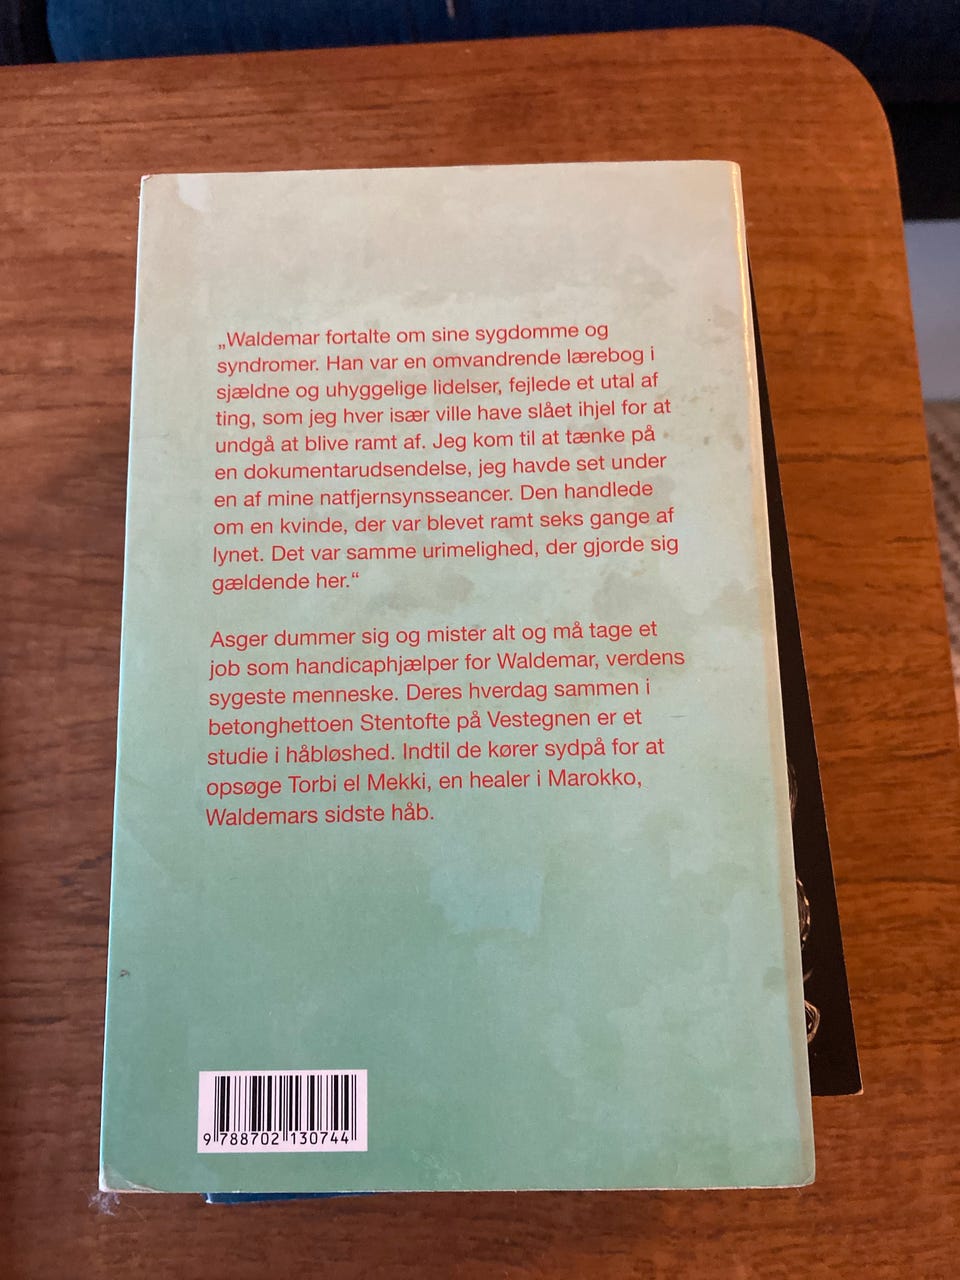 „Waldemar fortalte om sine sygdomme og
syndromer. Han var en omvandrende lærebog i
sjældne og uhyggelige lidelser, fejlede et utal af
ting, som jeg hver især ville have slået ihjel for at
undgå at blive ramt af. Jeg kom til at tænke på
en dokumentarudsendelse, jeg havde set under
en af mine natfjernsynsseancer. Den handlede
om en kvinde, der var blevet ramt seks gange af
lynet. Det var samme urimelighed, der gjorde sig
gældende her.“
Asger dummer sig og mister alt og må tage et
job som handicaphjælper for Waldemar, verdens
sygeste menneske. Deres hverdag sammen i
betonghettoen Stentofte på Vestegnen er et
studie i håbløshed. Indtil de kører sydpå for at
opsøge Torbi el Mekki, en healer i Marokko,
Waldemars sidste håb.
9 788702 130744